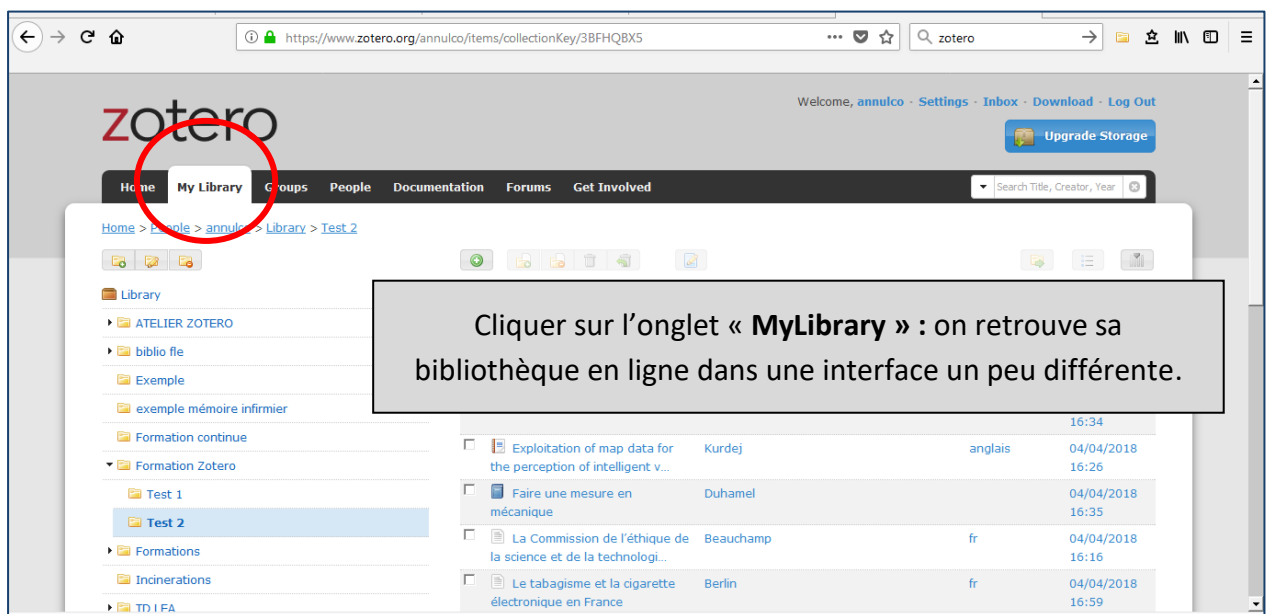 https://www.zotero.org/annulco/items/collectionKey/3BFHQBX5
zotero
zotero
Welcome, annulco · Settings · Inbox · Download · Log Out
Upgrade Storage
Home My Library Groups People Documentation Forums Get Involved
Search Title, Creator, Year
Home > People > annulco > Library > Test 2
Library
ATELIER ZOTERO
biblio fle
Exemple
exemple mémoire infirmier
Formation continue
Formation Zotero
Test 1
Test 2
Formations
Incinerations
TD LEA
Cliquer sur l’onglet « MyLibrary » : on retrouve sa
bibliothèque en ligne dans une interface un peu différente.
16:34
Exploitation of map data for Kurdej anglais 04/04/2018
the perception of intelligent v... 16:26
Faire une mesure en Duhamel 04/04/2018
mécanique 16:35
La Commission de l’éthique de Beauchamp fr 04/04/2018
la science et de la technologi... 16:16
Le tabagisme et la cigarette Berlin fr 04/04/2018
électronique en France 16:59